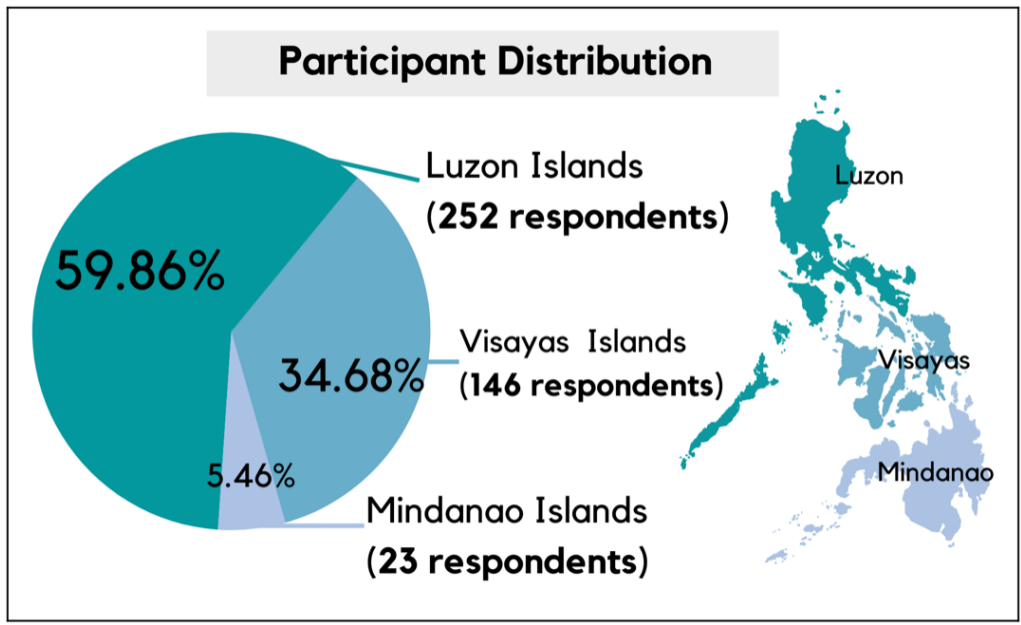 Participant Distribution
Luzon Islands
(252 respondents)
59.86%
Visayas Islands
(146 respondents)
34.68%
5.46%
Mindanao Islands
(23 respondents)
Luzon
Visayas
Mindanao